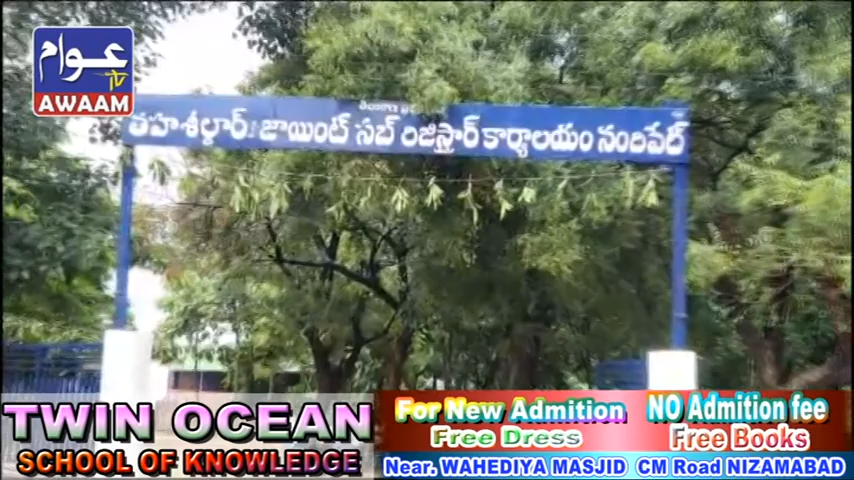 عوام
TV
AWAAM
తహశీల్దార్ జాయింట్ సబ్ రిజిస్ట్రార్ కార్యాలయం నందిపేట్
TWIN OCEAN
SCHOOL OF KNOWLEDGE
For New Admition
Free Dress
NO Admition fee
Free Books
Near. WAHEDIYA MASJID CM Road NIZAMABAD